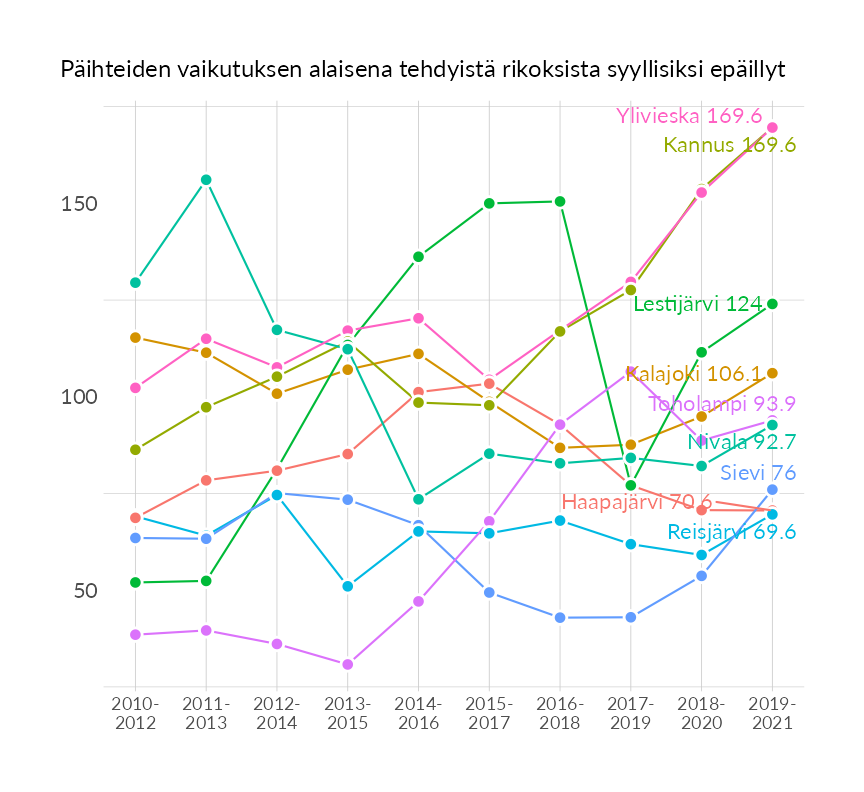 Päihteiden vaikutuksen alaisena tehdyistä rikoksista syyllisiksi epäillyt
Ylivieska 169.6
Kannus 169.6
150
Lestijärvi 124
Kalajoki 106.1
100
Toholampi 93.9
Nivala 92.7
Sievi 76
Haapajärvi 70.6
Reisjärvi 69.6
50
2010-
2012
2011-
2013
2012-
2014
2013-
2015
2014-
2016
2015-
2017
2016-
2018
2017-
2019
2018-
2020
2019-
2021